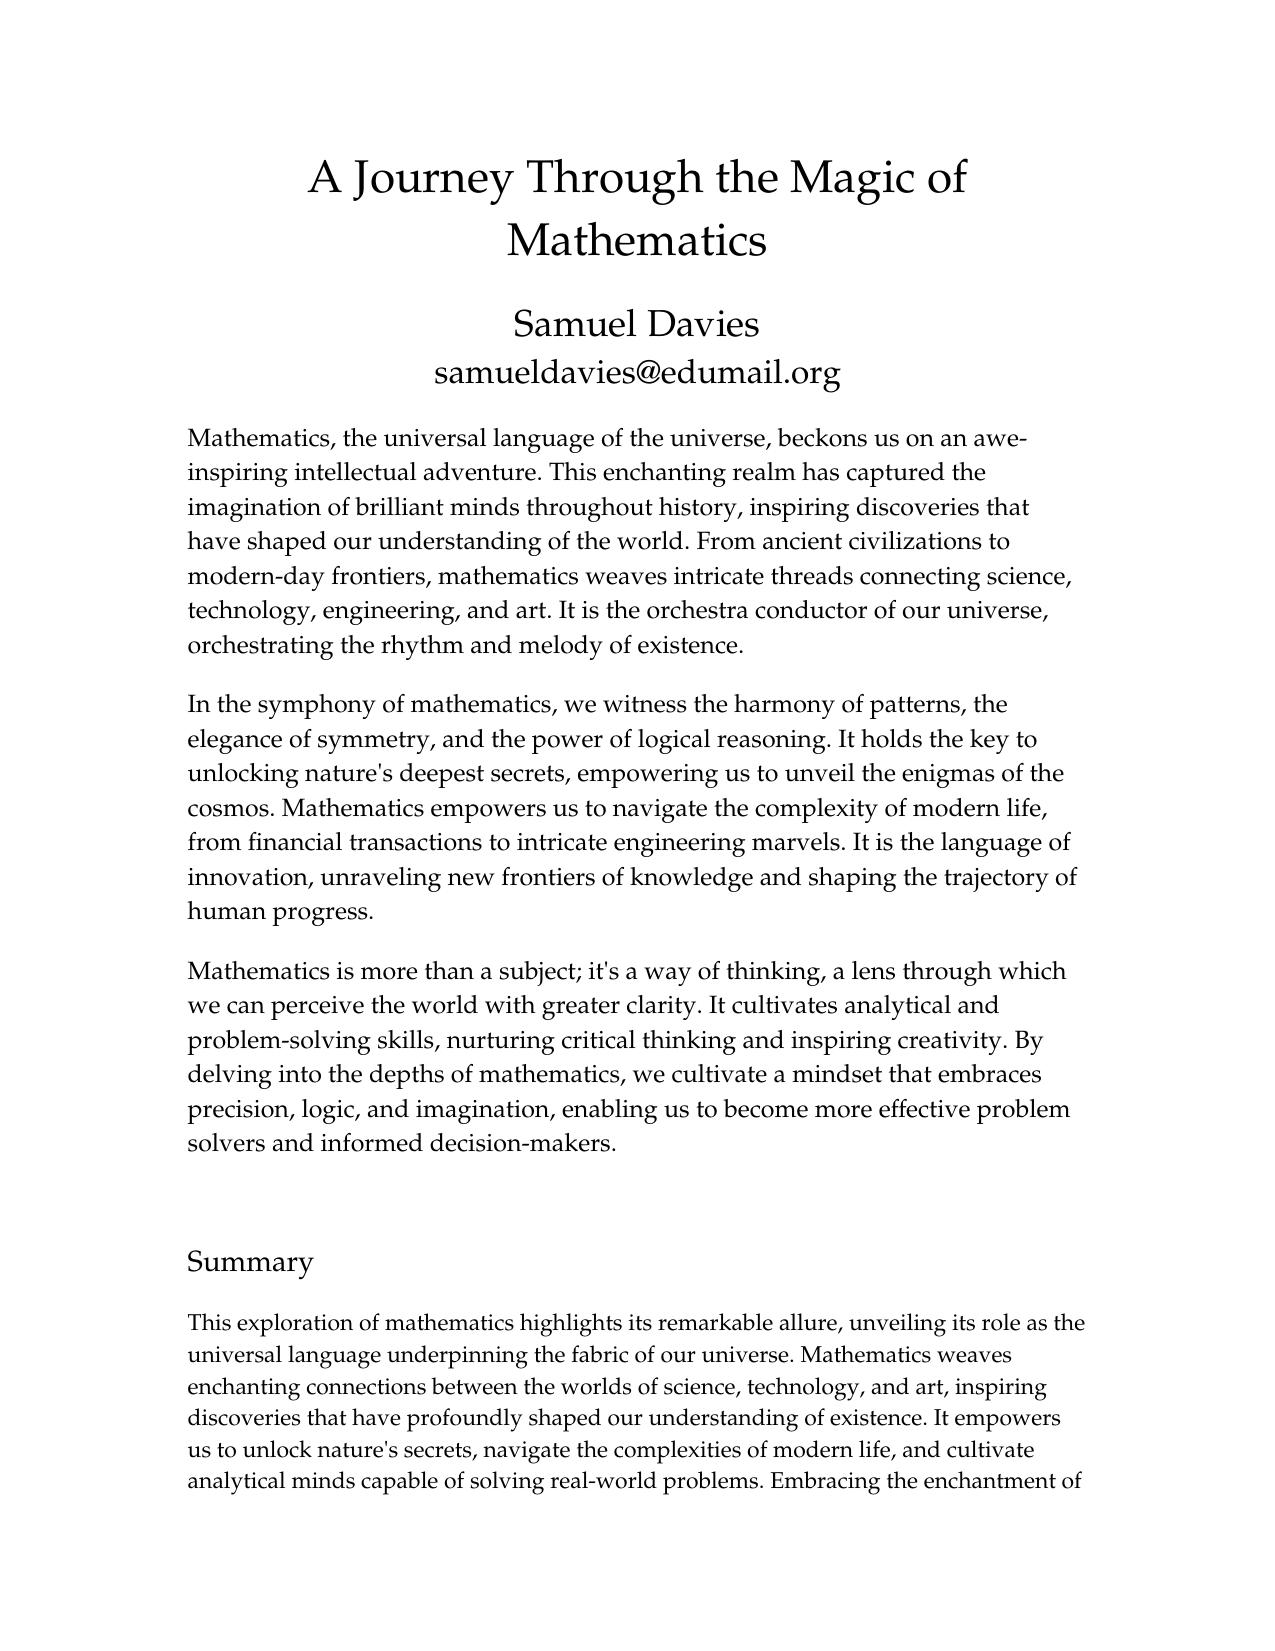 A Journey Through the Magic of
Mathematics
Samuel Davies
samueldavies@edumail.org
Mathematics, the universal language of the universe, beckons us on an awe-
inspiring intellectual adventure. This enchanting realm has captured the
imagination of brilliant minds throughout history, inspiring discoveries that
have shaped our understanding of the world. From ancient civilizations to
modern-day frontiers, mathematics weaves intricate threads connecting science,
technology, engineering, and art. It is the orchestra conductor of our universe,
orchestrating the rhythm and melody of existence.
In the symphony of mathematics, we witness the harmony of patterns, the
elegance of symmetry, and the power of logical reasoning. It holds the key to
unlocking nature's deepest secrets, empowering us to unveil the enigmas of the
cosmos. Mathematics empowers us to navigate the complexity of modern life,
from financial transactions to intricate engineering marvels. It is the language of
innovation, unraveling new frontiers of knowledge and shaping the trajectory of
human progress.
Mathematics is more than a subject; it's a way of thinking, a lens through which
we can perceive the world with greater clarity. It cultivates analytical and
problem-solving skills, nurturing critical thinking and inspiring creativity. By
delving into the depths of mathematics, we cultivate a mindset that embraces
precision, logic, and imagination, enabling us to become more effective problem
solvers and informed decision-makers.
Summary
This exploration of mathematics highlights its remarkable allure, unveiling its role as the
universal language underpinning the fabric of our universe. Mathematics weaves
enchanting connections between the worlds of science, technology, and art, inspiring
discoveries that have profoundly shaped our understanding of existence. It empowers
us to unlock nature's secrets, navigate the complexities of modern life, and cultivate
analytical minds capable of solving real-world problems. Embracing the enchantment of